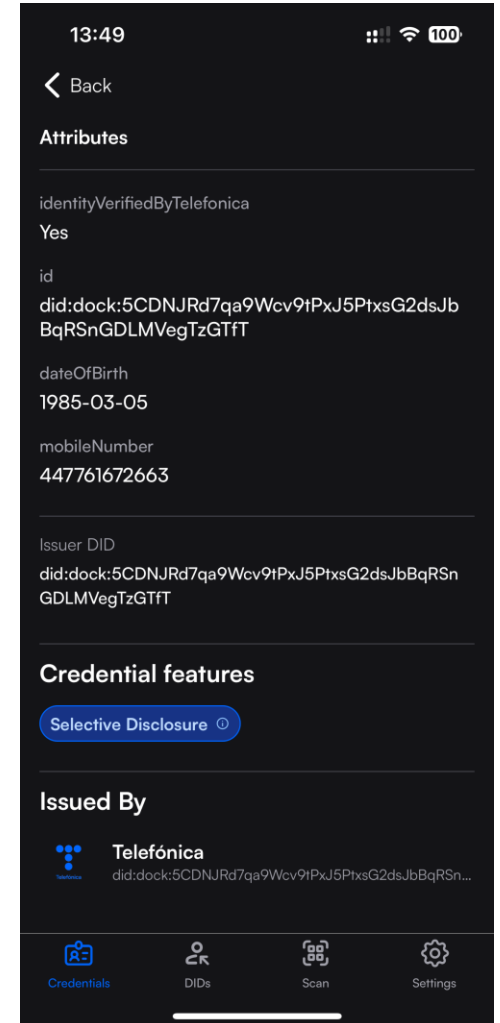 13:49
100
Back
Attributes
identityVerifiedByTelefonica
Yes
id
did:dock:5CDNJRd7qa9Wcv9tPxJ5PtxsG2dsJb
BqRSnGDLMVegTzGTfT
dateOfBirth
1985-03-05
mobileNumber
447761672663
Issuer DID
did:dock:5CDNJRd7qa9Wcv9tPxJ5PtxsG2dsJbBqRSn
GDLMVegTzGTfT
Credential features
Selective Disclosure
Issued By
Telefónica
Telefónica
did:dock:5CDNJRd7qa9Wcv9tPxJ5PtxsG2dsJbBqRSn...
Credentials
DIDs
Scan
Settings